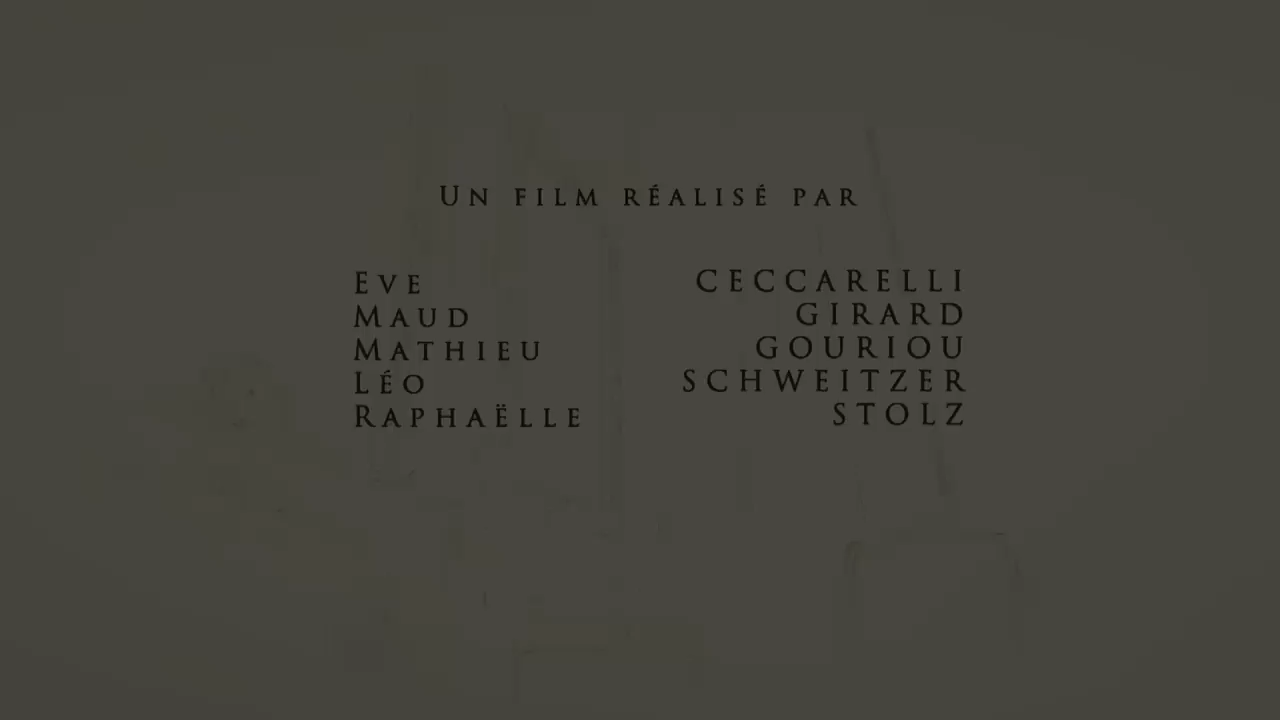 Un film réalisé par
Eve CECCARELLI
Maud GIRARD
Mathieu GOURIOU
Léo SCHWEITZER
Raphaëlle STOLZ